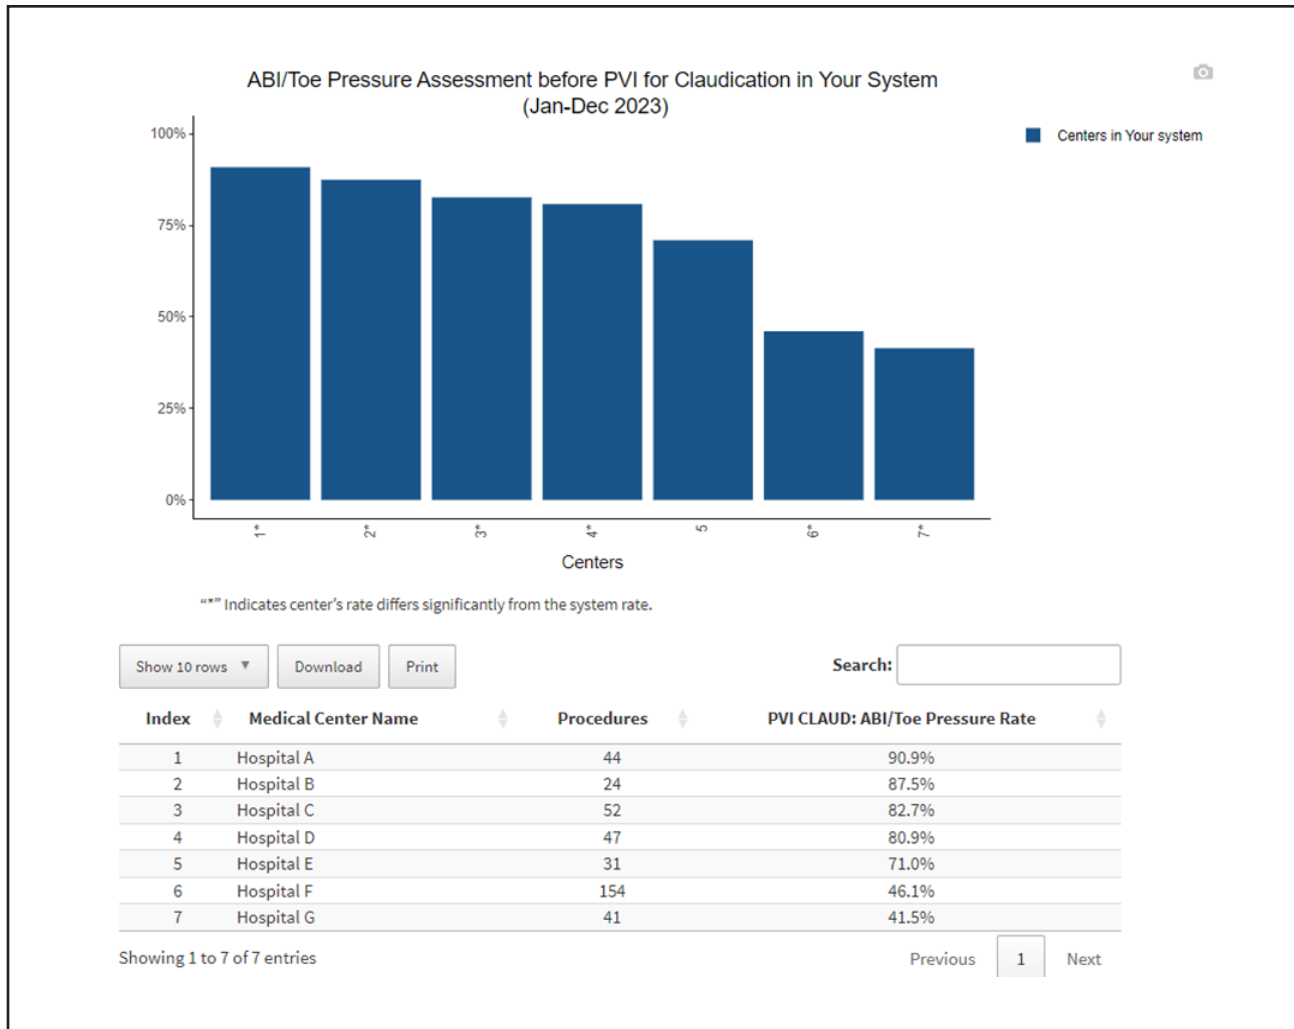 ABI/Toe Pressure Assessment before PVI for Claudication in Your System
(Jan-Dec 2023)
Centers in Your system
100%
75%
50%
25%
0%
1*
2*
3*
4*
5
6*
7*
Centers
“*” Indicates center’s rate differs significantly from the system rate.
Show 10 rows Download Print Search:
Index Medical Center Name Procedures PVI CLAUD: ABI/Toe Pressure Rate
1 Hospital A 44 90.9%
2 Hospital B 24 87.5%
3 Hospital C 52 82.7%
4 Hospital D 47 80.9%
5 Hospital E 31 71.0%
6 Hospital F 154 46.1%
7 Hospital G 41 41.5%
Showing 1 to 7 of 7 entries Previous 1 Next